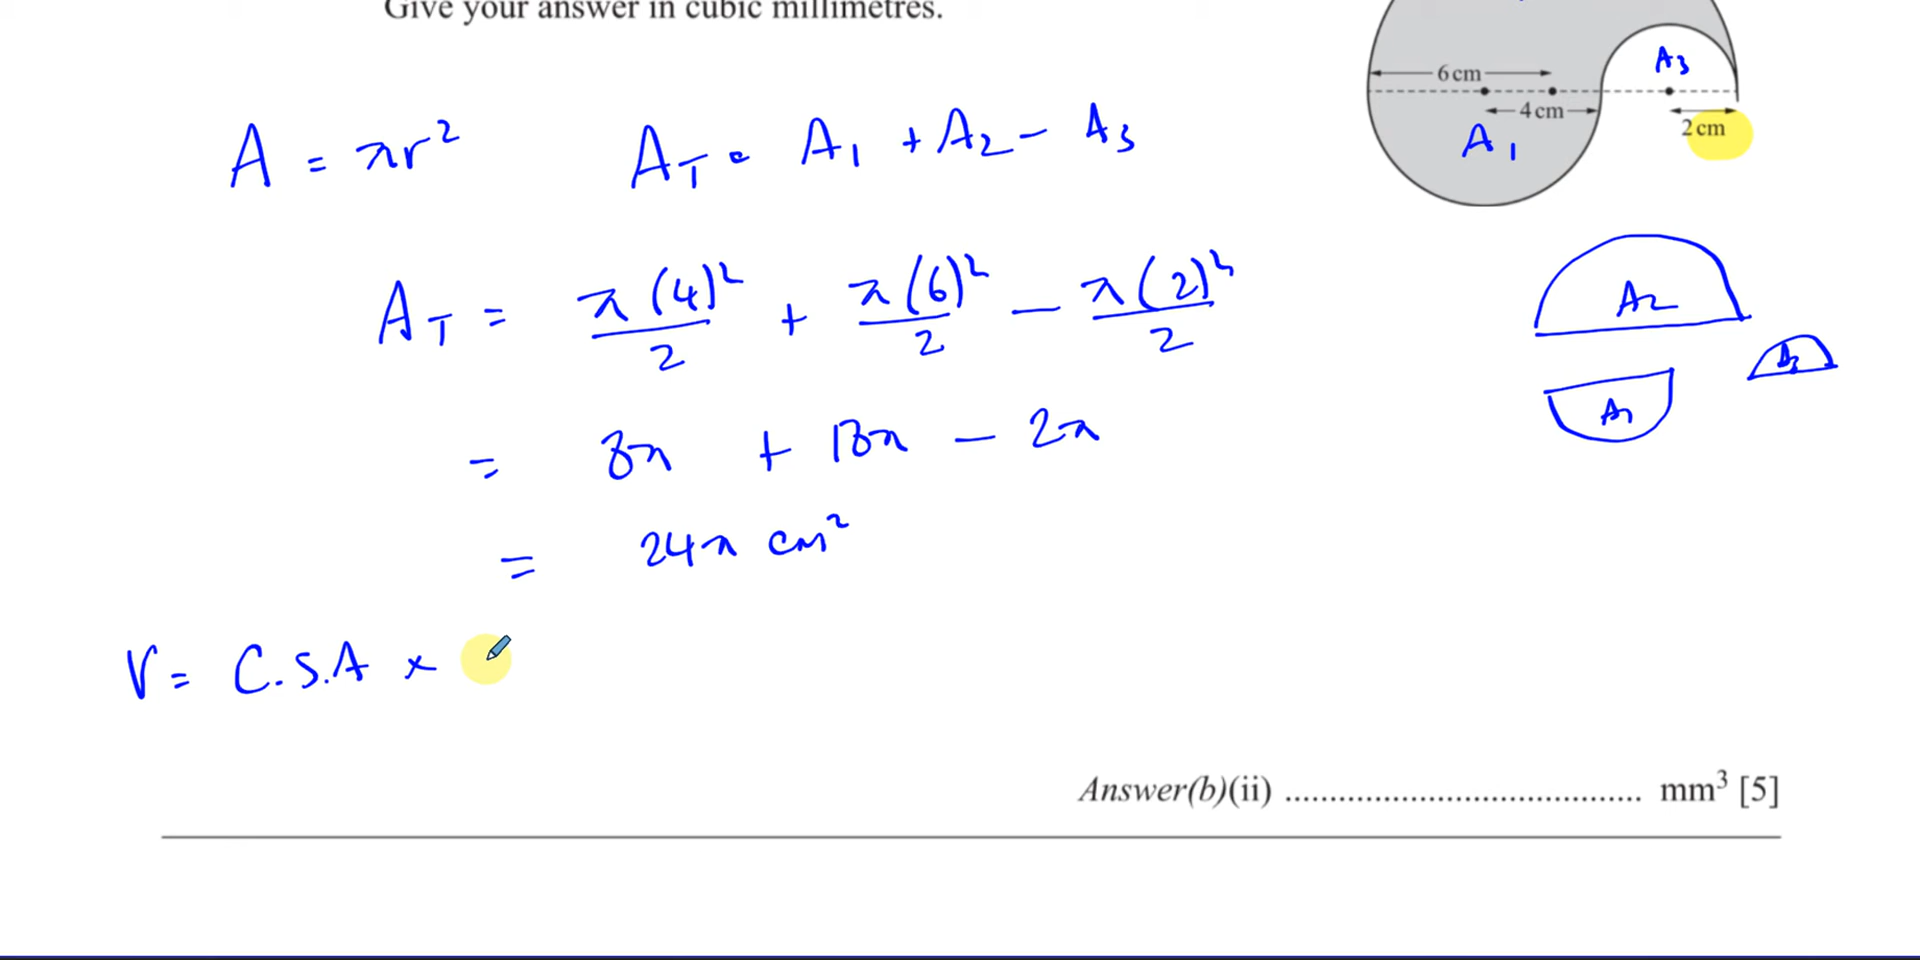 Give your answer in cubic millimetres.
6 cm
4 cm
2 cm
A₃
A₁
A = πr² A_T = A₁ + A₂ − A₃
A_T = π(4)²/2 + π(6)²/2 − π(2)²/2
A₂
A₃
A₁
= 8π + 18π − 2π
= 24π cm²
V = C.S.A ×
Answer(b)(ii) ........................................ mm³ [5]